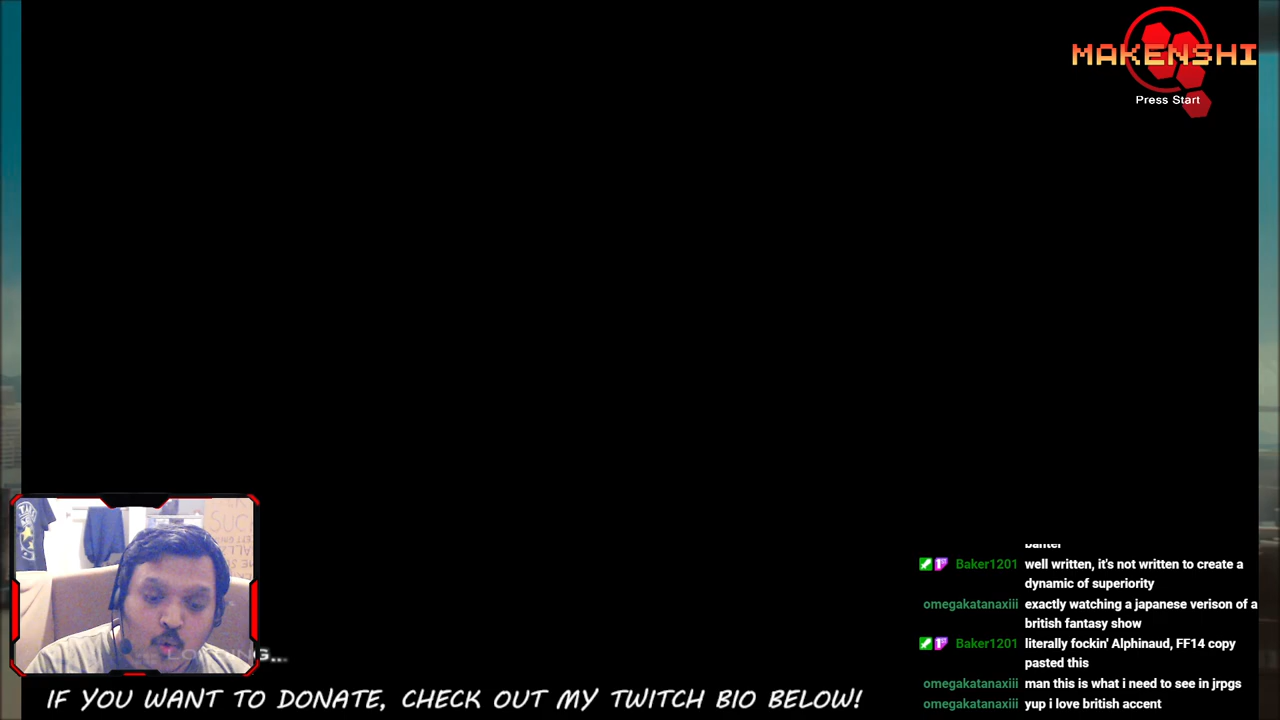 MAKENSHI
Press Start
banter
Baker1201 well written, it's not written to create a
dynamic of superiority
omegakatanaxiii exactly watching a japanese verison of a
british fantasy show
Baker1201 literally fockin' Alphinaud, FF14 copy
pasted this
omegakatanaxiii man this is what i need to see in jrpgs
omegakatanaxiii yup i love british accent
LOADING...
IF YOU WANT TO DONATE, CHECK OUT MY TWITCH BIO BELOW!